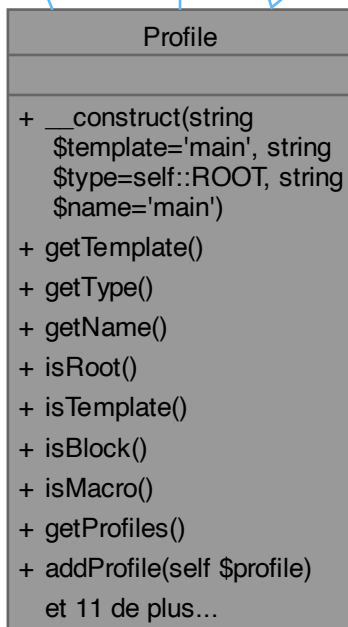 Profile
+ __construct(string
$template='main', string
$type=self::ROOT, string
$name='main')
+ getTemplate()
+ getType()
+ getName()
+ isRoot()
+ isTemplate()
+ isBlock()
+ isMacro()
+ getProfiles()
+ addProfile(self $profile)
et 11 de plus...